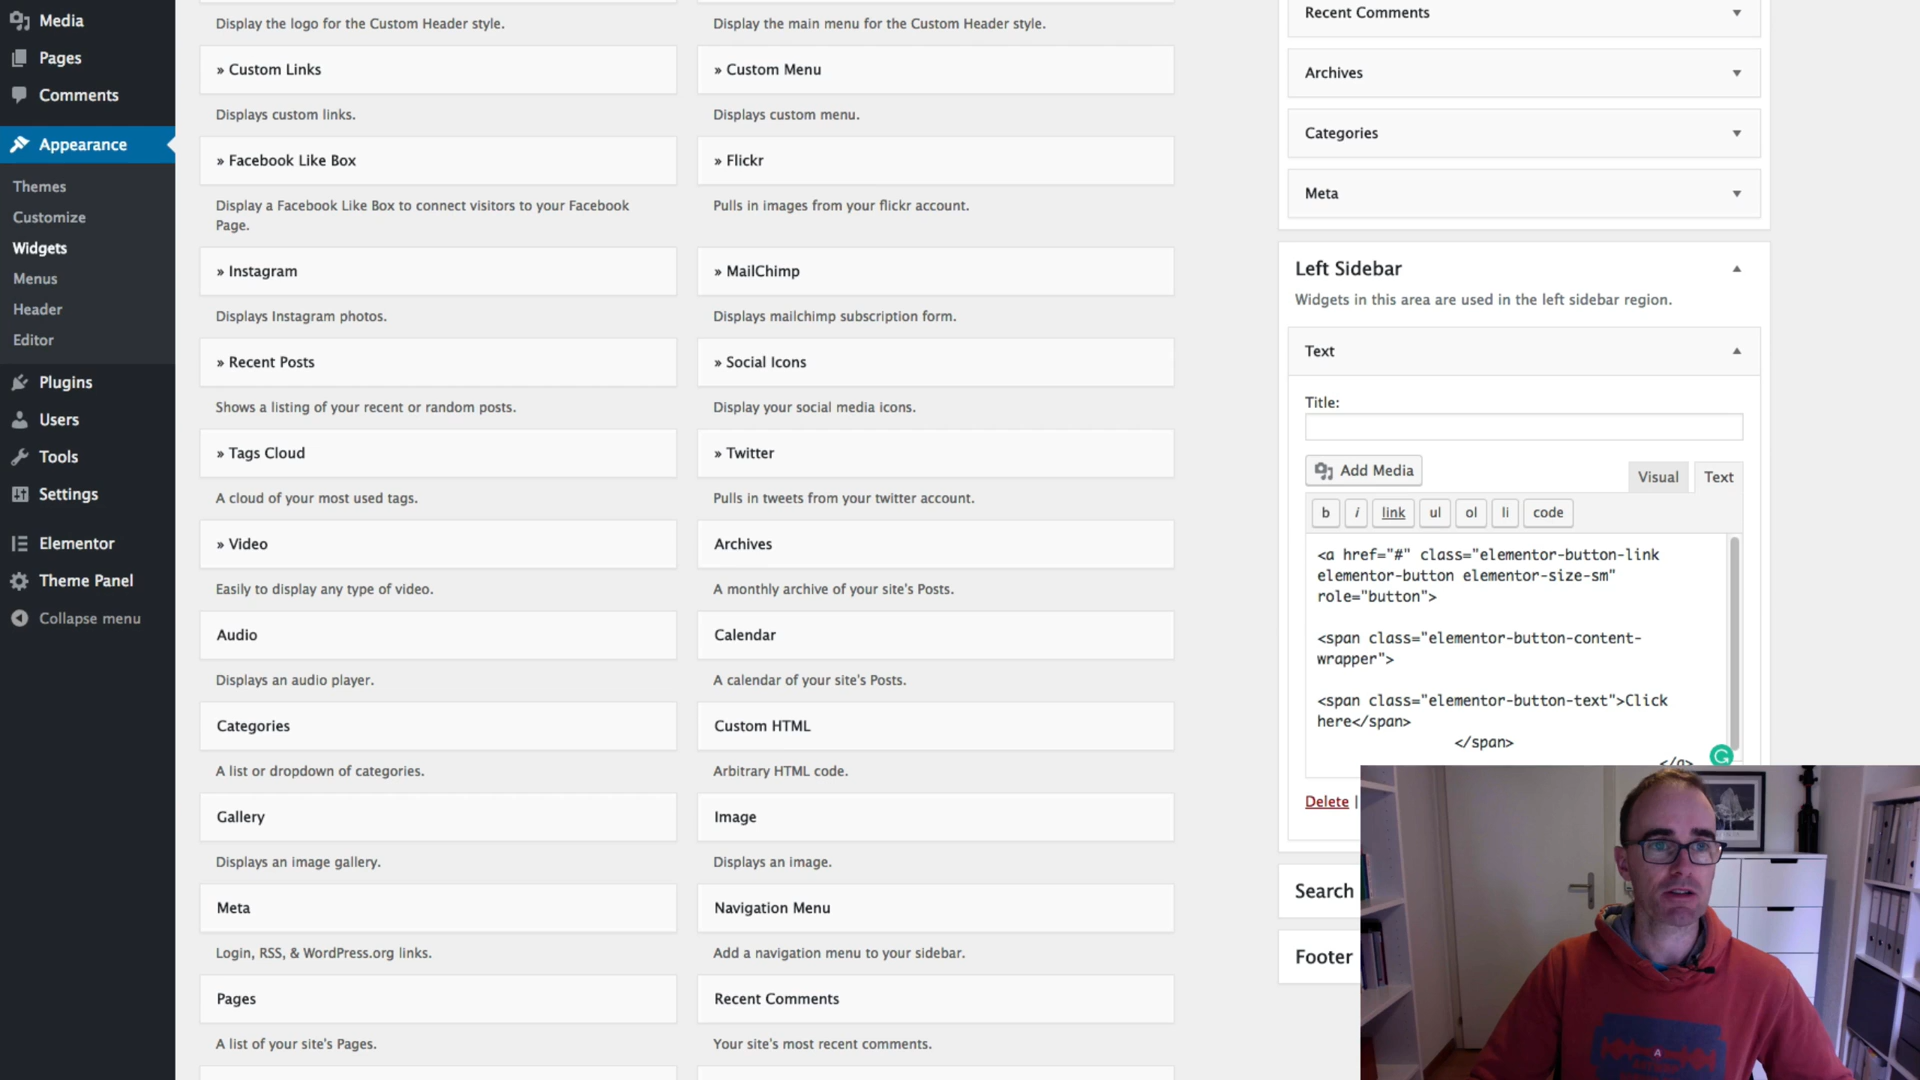 Media
Pages
Comments
Appearance
Themes
Customize
Widgets
Menus
Header
Editor
Plugins
Users
Tools
Settings
Elementor
Theme Panel
Collapse menu
Display the logo for the Custom Header style.
Display the main menu for the Custom Header style.
» Custom Links
» Custom Menu
Displays custom links.
Displays custom menu.
» Facebook Like Box
» Flickr
Display a Facebook Like Box to connect visitors to your Facebook
Page.
Pulls in images from your flickr account.
» Instagram
» MailChimp
Displays Instagram photos.
Displays mailchimp subscription form.
» Recent Posts
» Social Icons
Shows a listing of your recent or random posts.
Display your social media icons.
» Tags Cloud
» Twitter
A cloud of your most used tags.
Pulls in tweets from your twitter account.
» Video
Archives
Easily to display any type of video.
A monthly archive of your site's Posts.
Audio
Calendar
Displays an audio player.
A calendar of your site's Posts.
Categories
Custom HTML
A list or dropdown of categories.
Arbitrary HTML code.
Gallery
Image
Displays an image gallery.
Displays an image.
Meta
Navigation Menu
Login, RSS, & WordPress.org links.
Add a navigation menu to your sidebar.
Pages
Recent Comments
A list of your site's Pages.
Your site's most recent comments.
Recent Comments
Archives
Categories
Meta
Left Sidebar
Widgets in this area are used in the left sidebar region.
Text
Title:
Add Media
Visual Text
b i link ul ol li code
<a href="#" class="elementor-button-link
elementor-button elementor-size-sm"
role="button">
<span class="elementor-button-content-
wrapper">
<span class="elementor-button-text">Click
here</span>
</span>
</a>
Delete |
Search
Footer